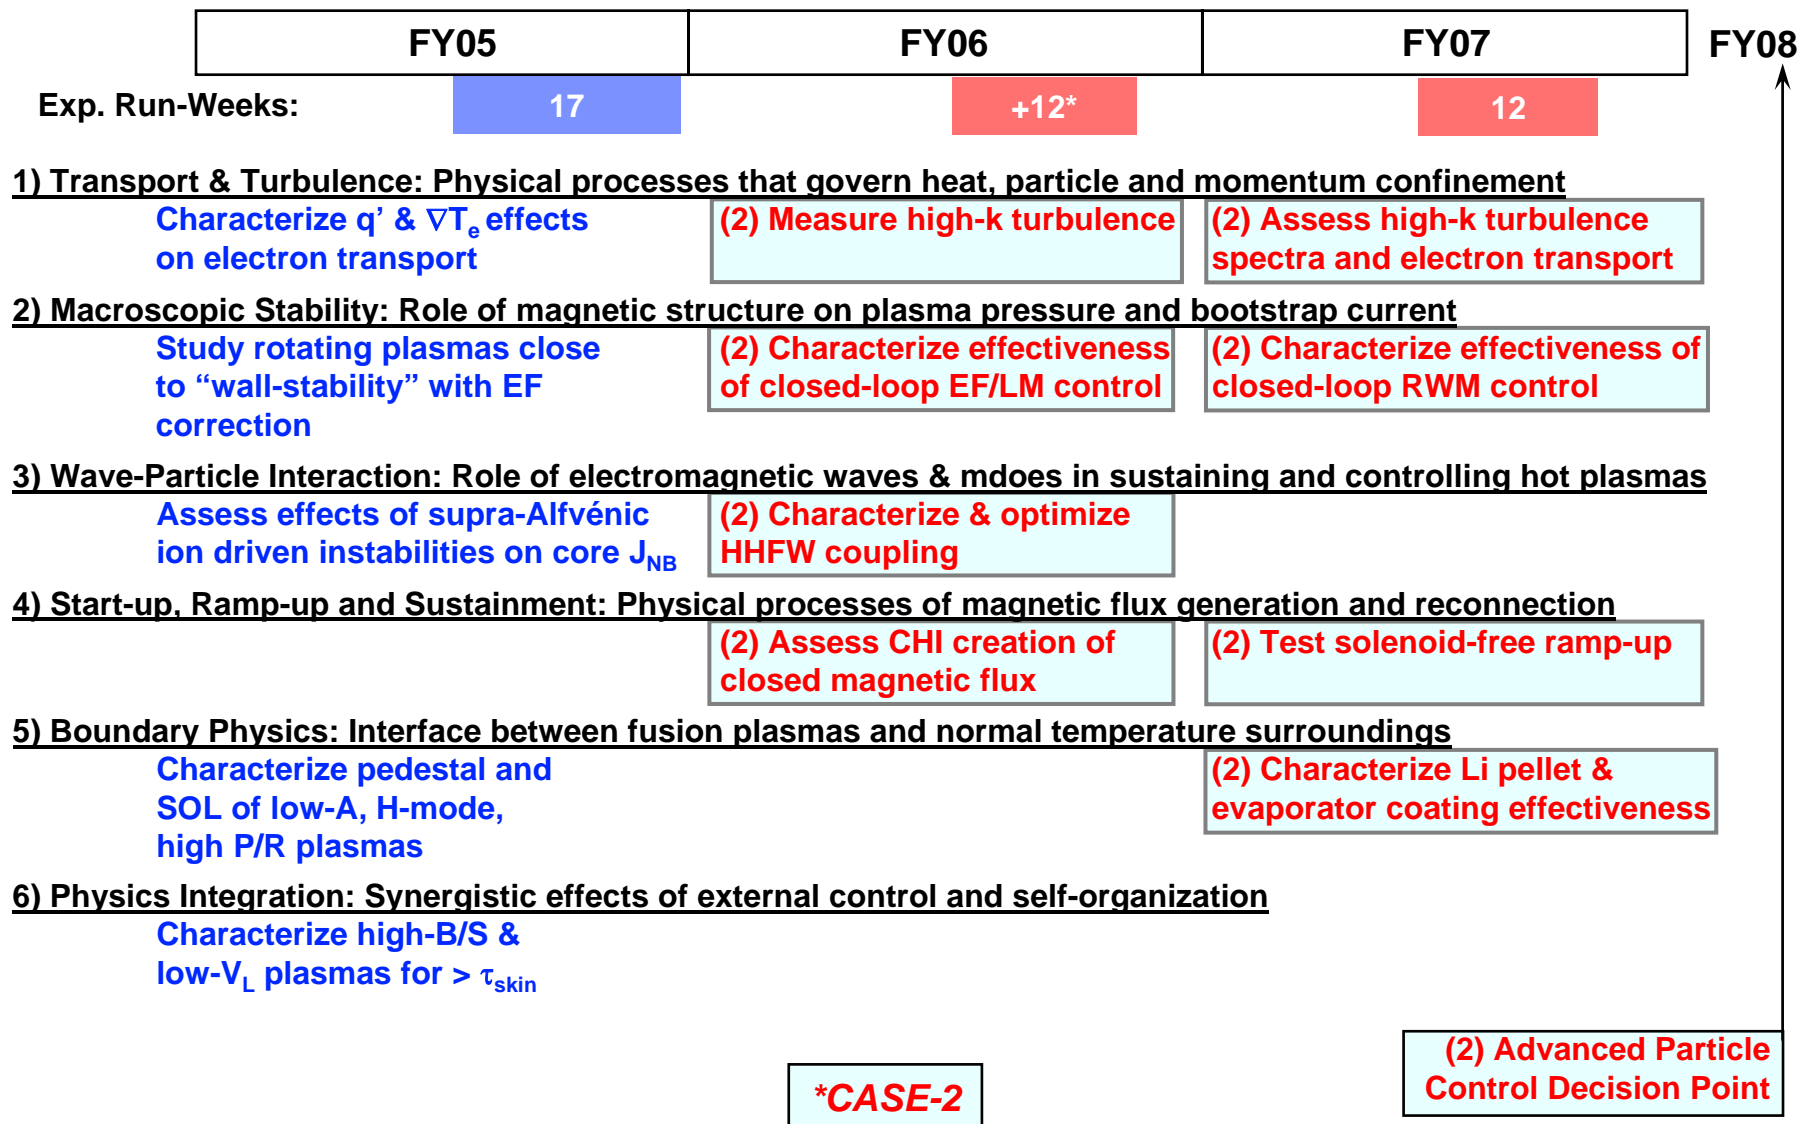 FY05 FY06 FY07 FY08
Exp. Run-Weeks: 17 +12* 12
1) Transport & Turbulence: Physical processes that govern heat, particle and momentum confinement
Characterize q’ & ∇Te effects
on electron transport
(2) Measure high-k turbulence
(2) Assess high-k turbulence
spectra and electron transport
2) Macroscopic Stability: Role of magnetic structure on plasma pressure and bootstrap current
Study rotating plasmas close
to “wall-stability” with EF
correction
(2) Characterize effectiveness
of closed-loop EF/LM control
(2) Characterize effectiveness of
closed-loop RWM control
3) Wave-Particle Interaction: Role of electromagnetic waves & mdoes in sustaining and controlling hot plasmas
Assess effects of supra-Alfvénic
ion driven instabilities on core JNB
(2) Characterize & optimize
HHFW coupling
4) Start-up, Ramp-up and Sustainment: Physical processes of magnetic flux generation and reconnection
(2) Assess CHI creation of
closed magnetic flux
(2) Test solenoid-free ramp-up
5) Boundary Physics: Interface between fusion plasmas and normal temperature surroundings
Characterize pedestal and
SOL of low-A, H-mode,
high P/R plasmas
(2) Characterize Li pellet &
evaporator coating effectiveness
6) Physics Integration: Synergistic effects of external control and self-organization
Characterize high-B/S &
low-VL plasmas for > τskin
(2) Advanced Particle
Control Decision Point
*CASE-2